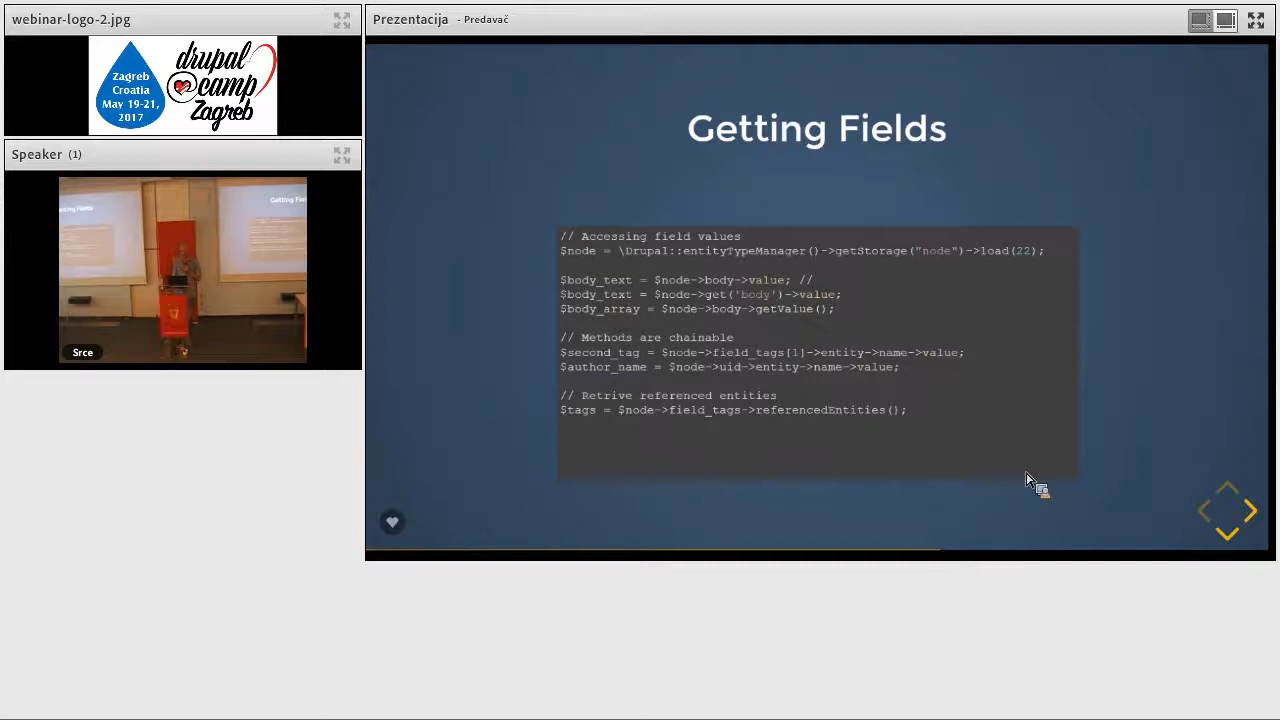 webinar-logo-2.jpg
Zagreb
Croatia
May 19-21,
2017
drupal
camp
Zagreb
Speaker (1)
Getting Fields
Srce
Prezentacija - Predavač
Getting Fields
// Accessing field values
$node = \Drupal::entityTypeManager()->getStorage("node")->load(22);
$body_text = $node->body->value; //
$body_text = $node->get('body')->value;
$body_array = $node->body->getValue();
// Methods are chainable
$second_tag = $node->field_tags[1]->entity->name->value;
$author_name = $node->uid->entity->name->value;
// Retrive referenced entities
$tags = $node->field_tags->referencedEntities();